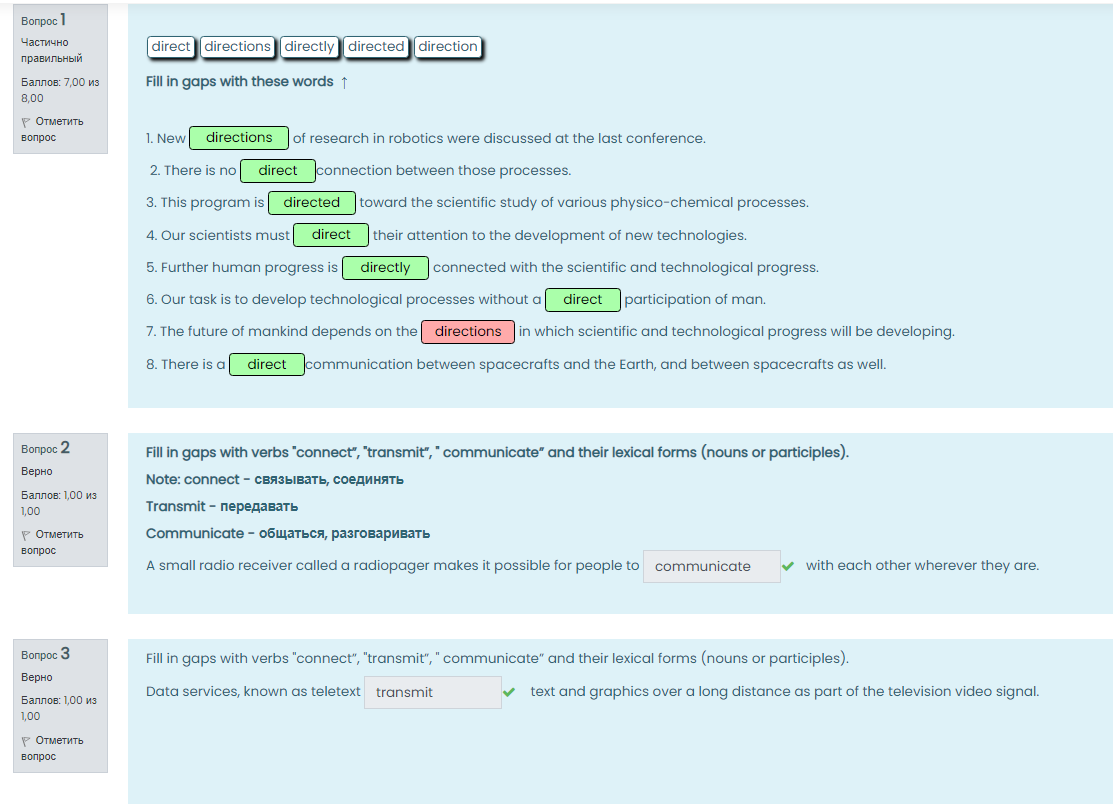 Вопрос 1
Частично
правильный
Баллов: 7,00 из
8,00
Отметить
вопрос
direct directions directly directed direction
Fill in gaps with these words ↑
1. New directions of research in robotics were discussed at the last conference.
2. There is no direct connection between those processes.
3. This program is directed toward the scientific study of various physico-chemical processes.
4. Our scientists must direct their attention to the development of new technologies.
5. Further human progress is directly connected with the scientific and technological progress.
6. Our task is to develop technological processes without a direct participation of man.
7. The future of mankind depends on the directions in which scientific and technological progress will be developing.
8. There is a direct communication between spacecrafts and the Earth, and between spacecrafts as well.
Вопрос 2
Верно
Баллов: 1,00 из
1,00
Отметить
вопрос
Fill in gaps with verbs "connect”, "transmit”, " communicate” and their lexical forms (nouns or participles).
Note: connect - связывать, соединять
Transmit - передавать
Communicate - общаться, разговаривать
A small radio receiver called a radiopager makes it possible for people to communicate with each other wherever they are.
Вопрос 3
Верно
Баллов: 1,00 из
1,00
Отметить
вопрос
Fill in gaps with verbs "connect”, "transmit”, " communicate” and their lexical forms (nouns or participles).
Data services, known as teletext transmit text and graphics over a long distance as part of the television video signal.